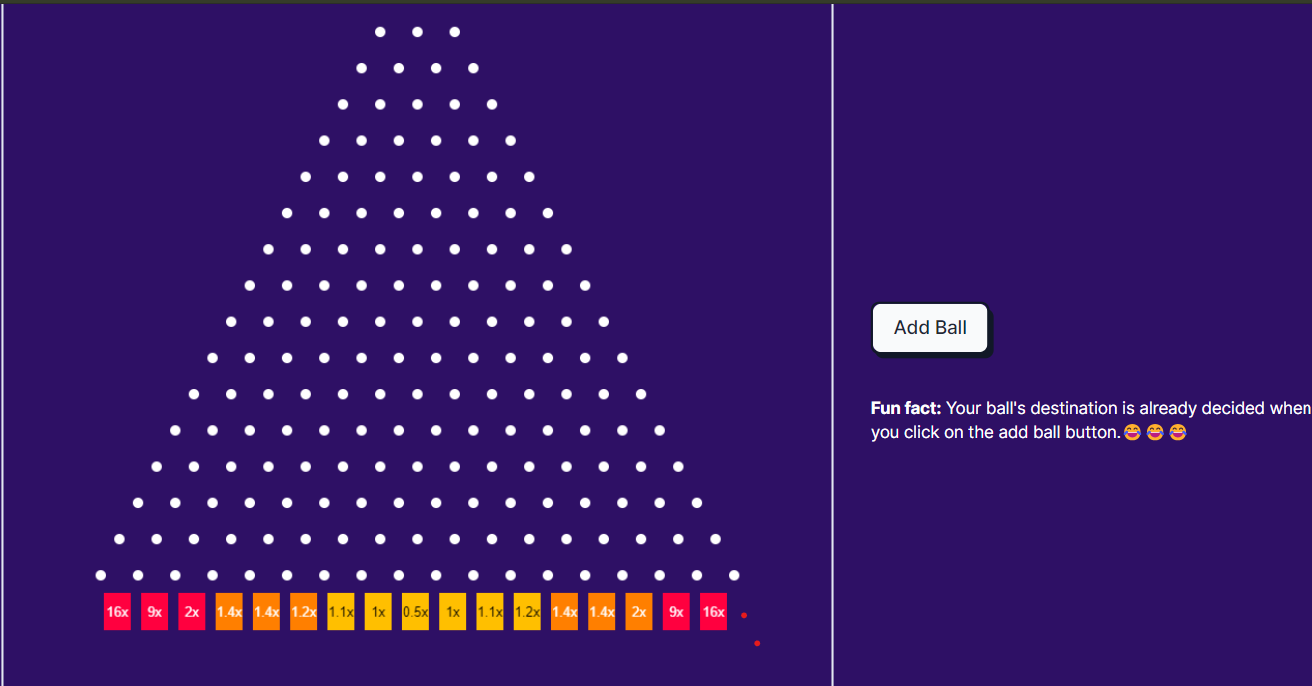 Add Ball
Fun fact: Your ball's destination is already decided when
you click on the add ball button.😂 😂 😂
16x 9x 2x 1.4x 1.4x 1.2x 1.1x 1x 0.5x 1x 1.1x 1.2x 1.4x 1.4x 2x 9x 16x